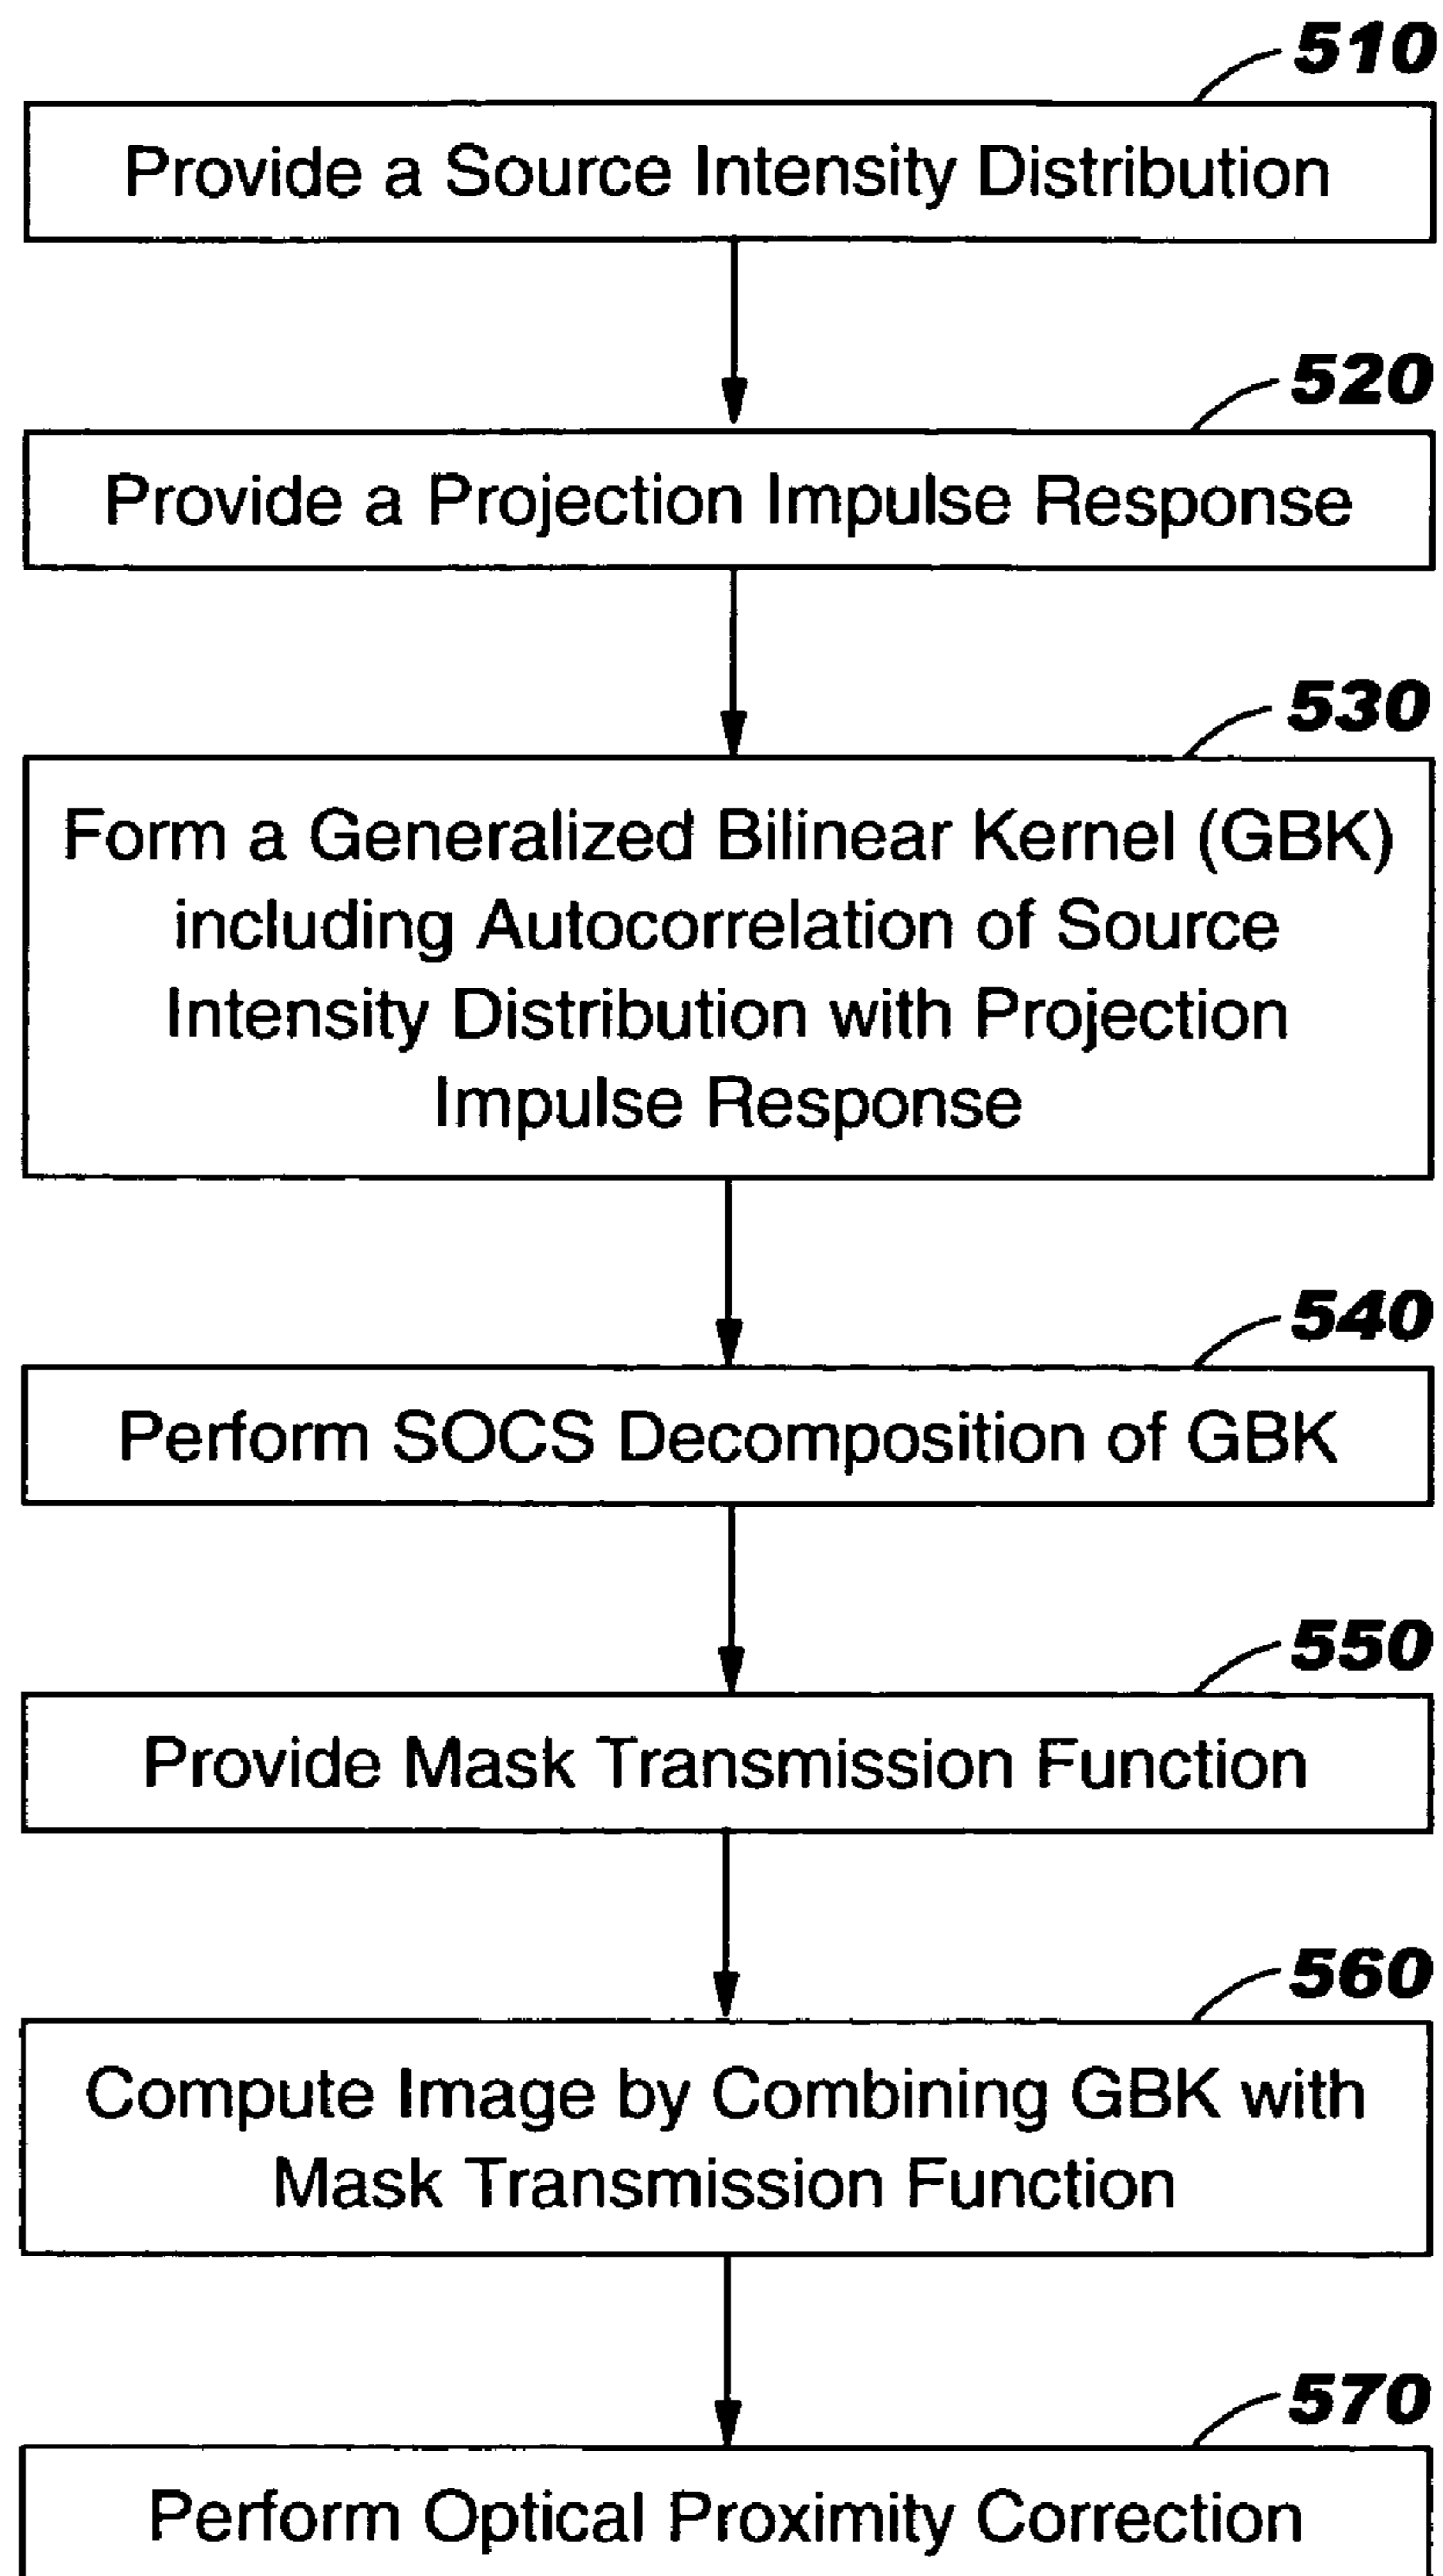 510
Provide a Source Intensity Distribution
520
Provide a Projection Impulse Response
530
Form a Generalized Bilinear Kernel (GBK)
including Autocorrelation of Source
Intensity Distribution with Projection
Impulse Response
540
Perform SOCS Decomposition of GBK
550
Provide Mask Transmission Function
560
Compute Image by Combining GBK with
Mask Transmission Function
570
Perform Optical Proximity Correction